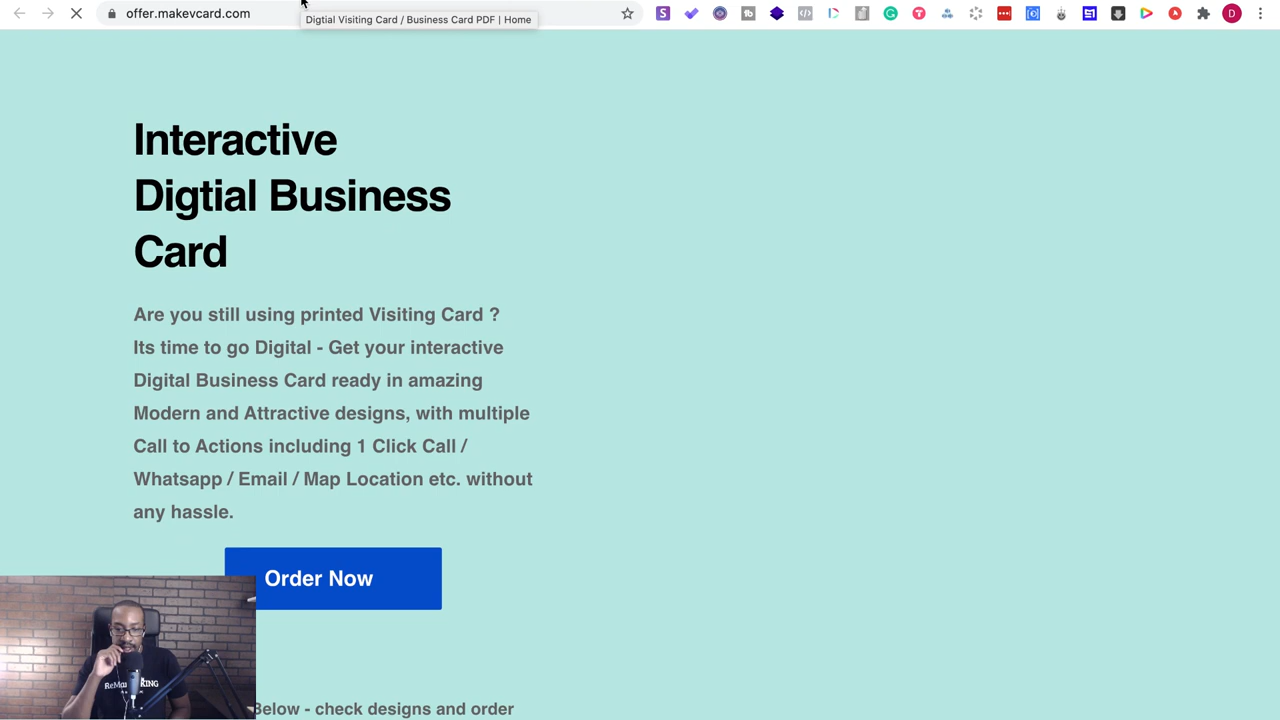 offer.makevcard.com
Digtial Visiting Card / Business Card PDF | Home
Interactive
Digtial Business
Card
Are you still using printed Visiting Card ?
Its time to go Digital - Get your interactive
Digital Business Card ready in amazing
Modern and Attractive designs, with multiple
Call to Actions including 1 Click Call /
Whatsapp / Email / Map Location etc. without
any hassle.
Order Now
Below - check designs and order